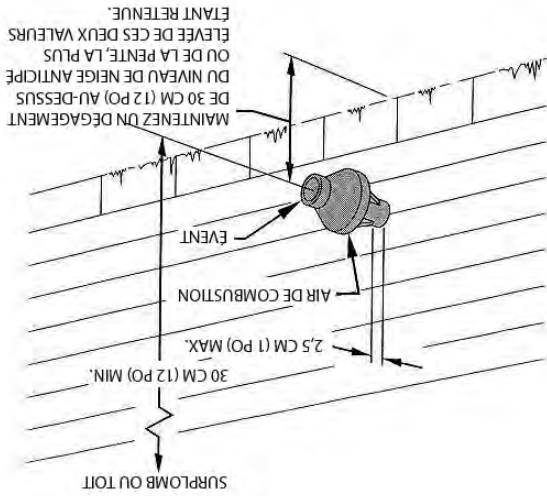 SURPLOMB OU TOIT
30 CM (12 PO) MIN.
2,5 CM (1 PO) MAX.
AIR DE COMBUSTION
ÉVENT
MAINTENEZ UN DÉGAGEMENT
DE 30 CM (12 PO) AU-DESSUS
DU NIVEAU DE NEIGE ANTICIPÉ
OU DE LA PENTE, LA PLUS
ÉLEVÉE DE CES DEUX VALEURS
ÉTANT RETENUE.